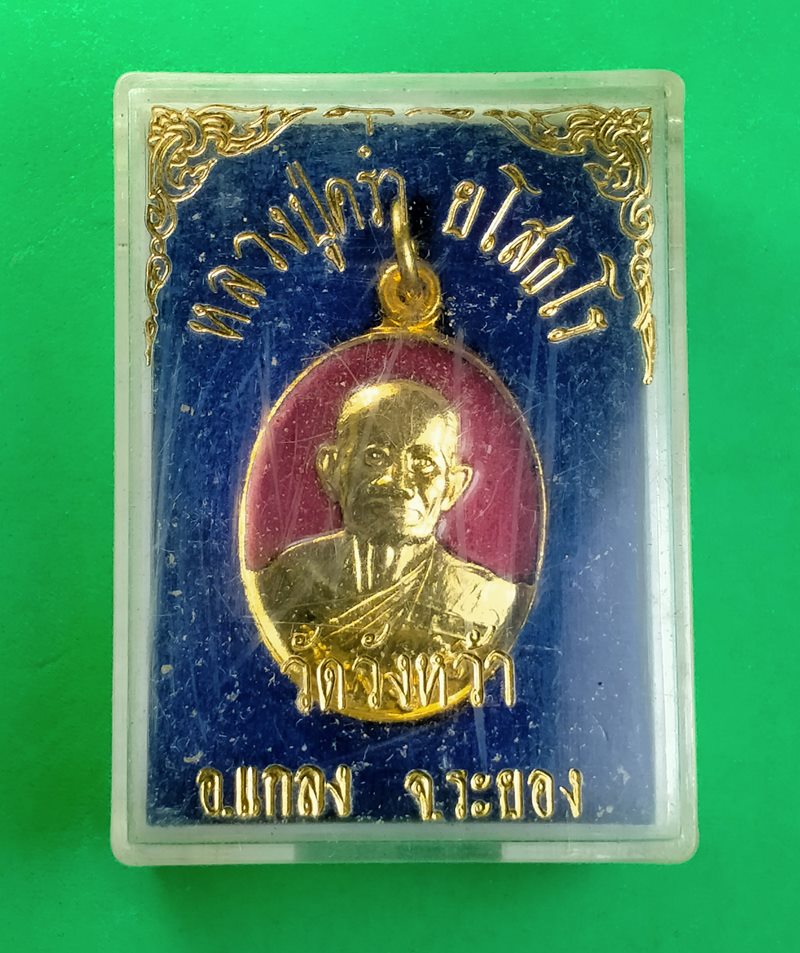 หลวงปู่คร่ำ ยโสธโร
วัดวังหว้า
อ.แกลง จ.ระยอง